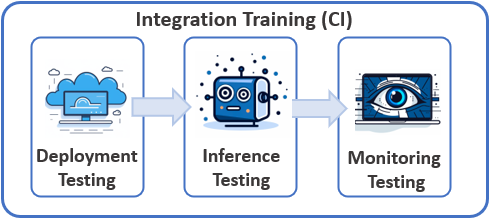 Integration Training (CI)
Deployment
Testing
Inference
Testing
Monitoring
Testing